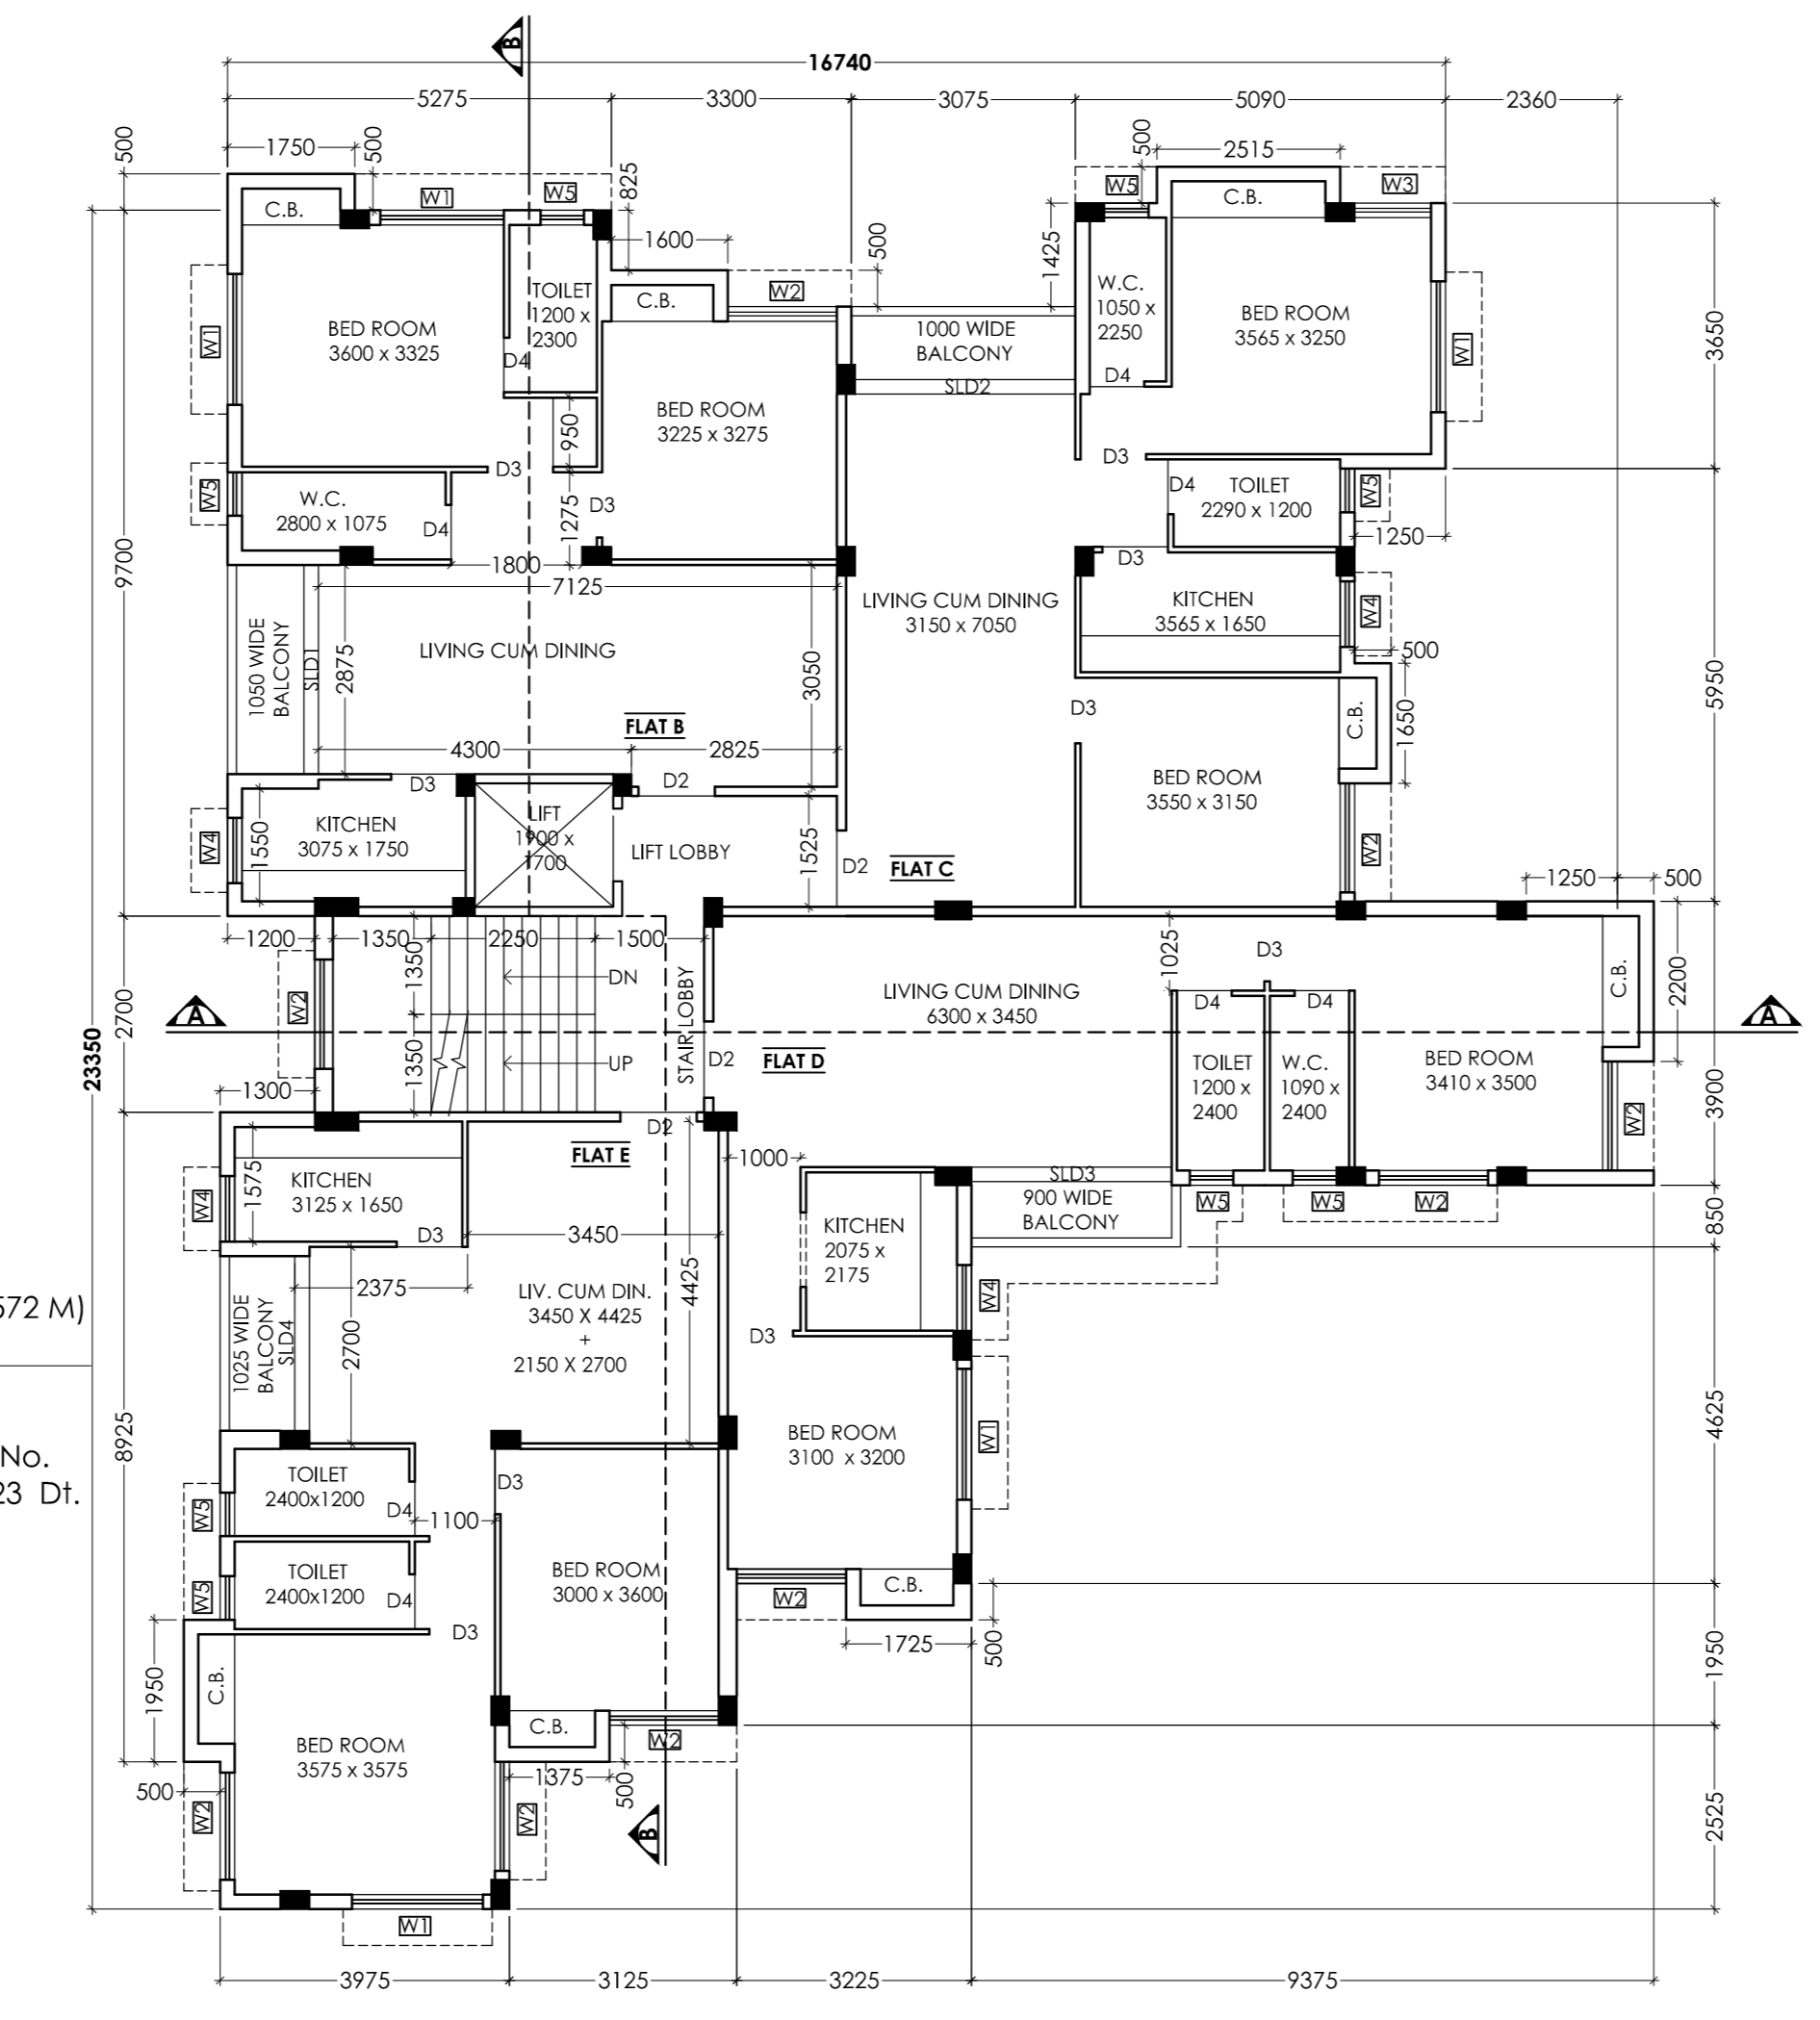 B
16740
5275
3300
3075
5090
2360
500
1750
500
825
500
2515
W1
W5
W5
W3
C.B.
C.B.
1600
500
1425
C.B.
W2
TOILET
1200 x
2300
W.C.
1050 x
2250
BED ROOM
3600 x 3325
1000 WIDE
BALCONY
BED ROOM
3565 x 3250
W1
W1
3650
D4
D4
SLD2
BED ROOM
3225 x 3275
950
D3
D3
W5
W.C.
2800 x 1075
D4
1275
D3
D4
TOILET
2290 x 1200
W5
1250
9700
1800
7125
D3
LIVING CUM DINING
3150 x 7050
KITCHEN
3565 x 1650
W4
500
1050 WIDE
BALCONY
SLD1
2875
LIVING CUM DINING
3050
5950
FLAT B
D3
C.B.
1650
4300
2825
BED ROOM
3550 x 3150
D3
D2
W4
1550
KITCHEN
3075 x 1750
LIFT
1900 x
1700
LIFT LOBBY
1525
D2
FLAT C
W2
1250
500
1200
1350
2250
1500
1350
DN
STAIR LOBBY
1025
D3
C.B.
2200
LIVING CUM DINING
6300 x 3450
D4
D4
2700
W2
A
A
23350
1350
UP
D2
FLAT D
TOILET
1200 x
2400
W.C.
1090 x
2400
BED ROOM
3410 x 3500
3900
W2
1300
D2
FLAT E
1000
1575
KITCHEN
3125 x 1650
W4
SLD3
900 WIDE
BALCONY
W5
W5
W2
850
D3
3450
KITCHEN
2075 x
2175
2375
4425
LIV. CUM DIN.
3450 X 4425
+
2150 X 2700
W4
572 M)
1025 WIDE
BALCONY
SLD4
2700
D3
8925
4625
BED ROOM
3100 x 3200
W1
No.
23 Dt.
TOILET
2400x1200
D3
W5
D4
1100
TOILET
2400x1200
BED ROOM
3000 x 3600
W5
D4
W2
C.B.
D3
1725
500
1950
1950
C.B.
C.B.
W2
BED ROOM
3575 x 3575
500
1375
500
W2
W2
B
2525
W1
3975
3125
3225
9375